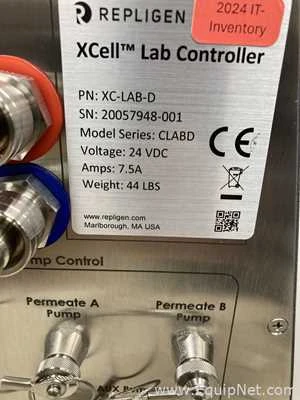 REPLIGEN
2024 IT-
Inventory
XCell™ Lab Controller
PN: XC-LAB-D
SN: 20057948-001
Model Series: CLABD
Voltage: 24 VDC
Amps: 7.5A
Weight: 44 LBS
CE
www.repligen.com
Marlborough, MA USA
mp Control
Permeate A
Pump
Permeate B
Pump
AUX
www.EquipNet.com